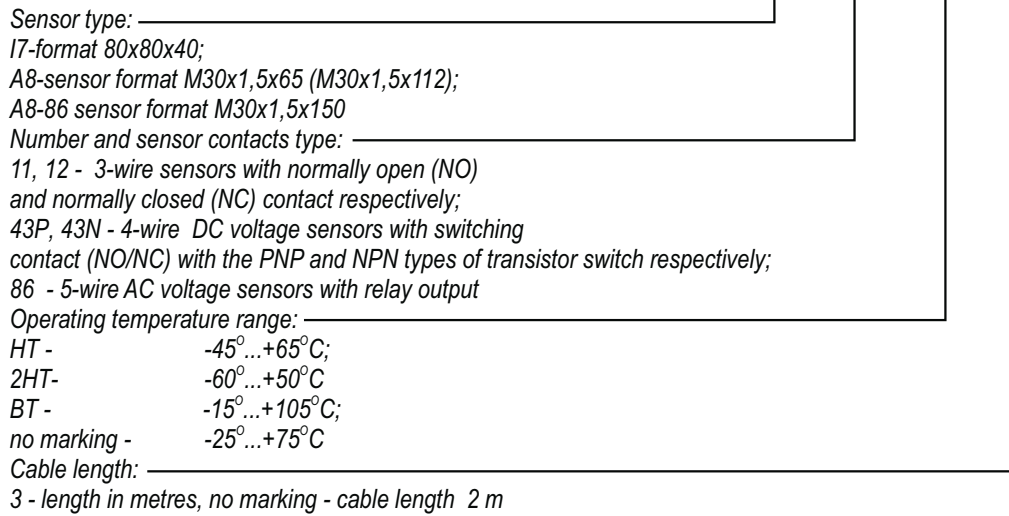 Sensor type:
I7-format 80x80x40;
A8-sensor format M30x1,5x65 (M30x1,5x112);
A8-86 sensor format M30x1,5x150
Number and sensor contacts type:
11, 12 - 3-wire sensors with normally open (NO)
and normally closed (NC) contact respectively;
43P, 43N - 4-wire DC voltage sensors with switching
contact (NO/NC) with the PNP and NPN types of transistor switch respectively;
86 - 5-wire AC voltage sensors with relay output
Operating temperature range:
HT - -45°...+65°C;
2HT- -60°...+50°C
BT - -15°...+105°C;
no marking - -25°...+75°C
Cable length:
3 - length in metres, no marking - cable length 2 m